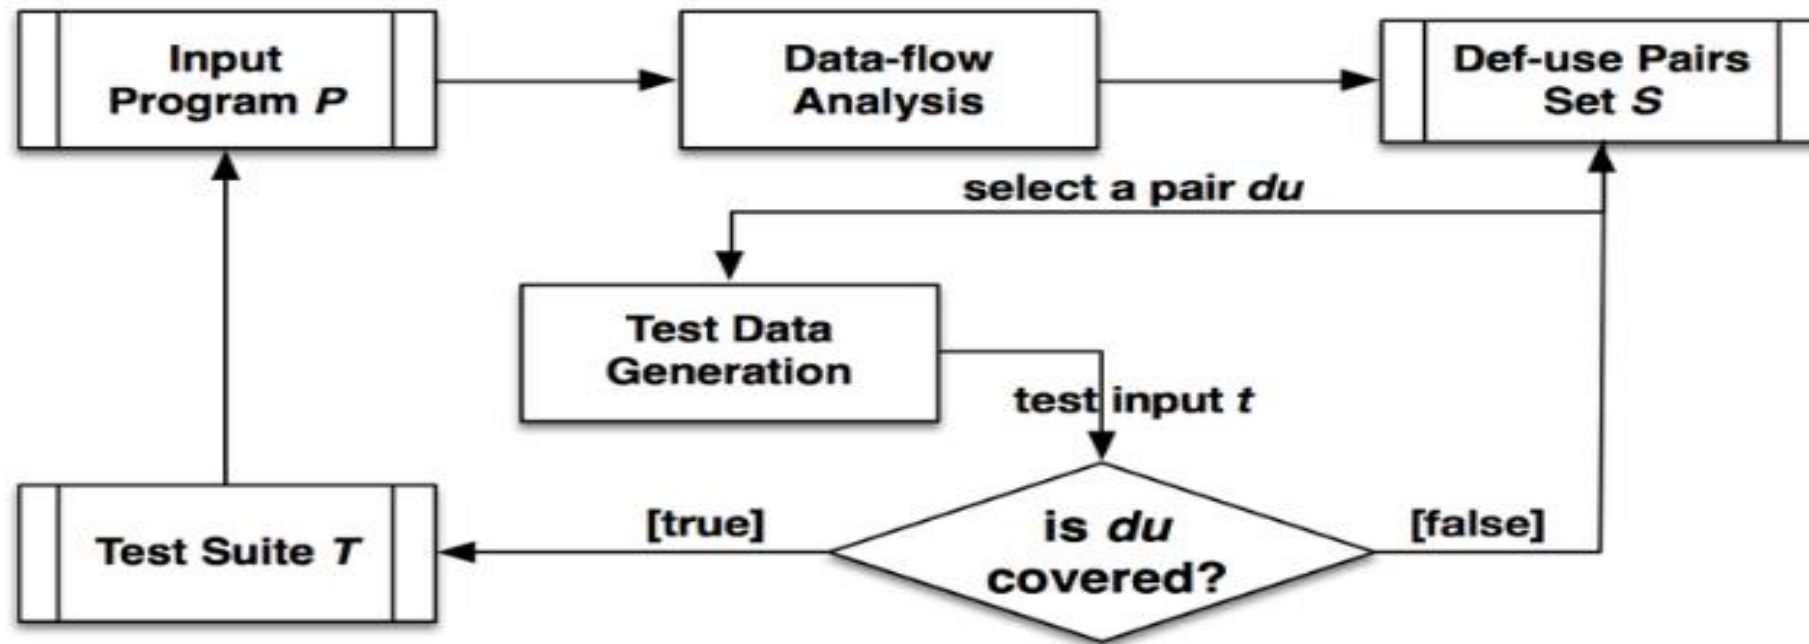 Input
Program P
Data-flow
Analysis
Def-use Pairs
Set S
select a pair du
Test Data
Generation
test input t
Test Suite T
[true]
is du
covered?
[false]